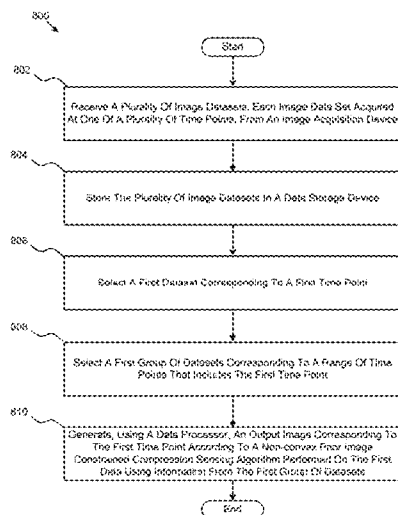 800
Start
802
Receive A Plurality Of Image Datasets, Each Image Data Set Acquired
At One Of A Plurality Of Time Points, From An Image Acquisition Device
804
Store The Plurality Of Image Datasets In A Data Storage Device
806
Select A First Dataset Corresponding To A First Time Point
808
Select A First Group Of Datasets Corresponding To A Range Of Time
Points That Includes The First Time Point
810
Generate, Using A Data Processor, An Output Image Corresponding To
The First Time Point According To A Non-convex Prior Image
Constrained Compression Sensing Algorithm Performed On The First
Data Using Information From The First Group Of Datasets
End